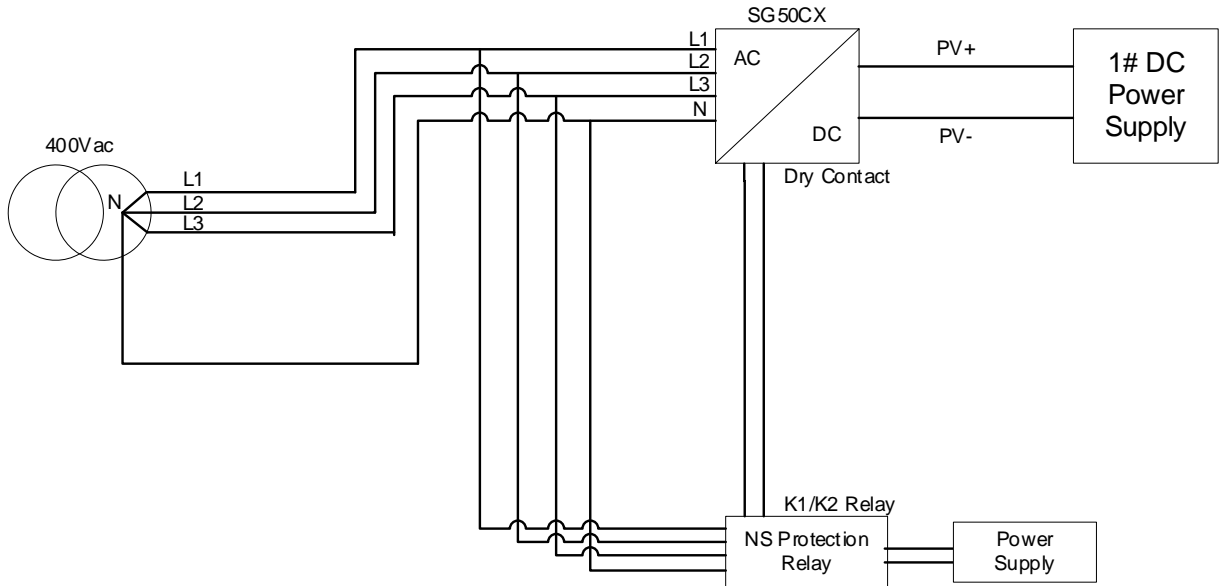 SG50CX
L1
L2
L3
N
AC
DC
PV+
PV-
1# DC
Power
Supply
400Vac
N
L1
L2
L3
Dry Contact
K1/K2 Relay
NS Protection
Relay
Power
Supply